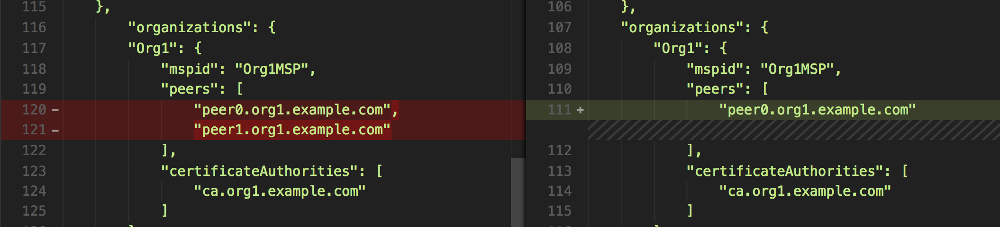 115 },
116 "organizations": {
117 "Org1": {
118 "mspid": "Org1MSP",
119 "peers": [
120 - "peer0.org1.example.com",
121 - "peer1.org1.example.com"
122 ],
123 "certificateAuthorities": [
124 "ca.org1.example.com"
125 ]
106 },
107 "organizations": {
108 "Org1": {
109 "mspid": "Org1MSP",
110 "peers": [
111 + "peer0.org1.example.com"
112 ],
113 "certificateAuthorities": [
114 "ca.org1.example.com"
115 ]